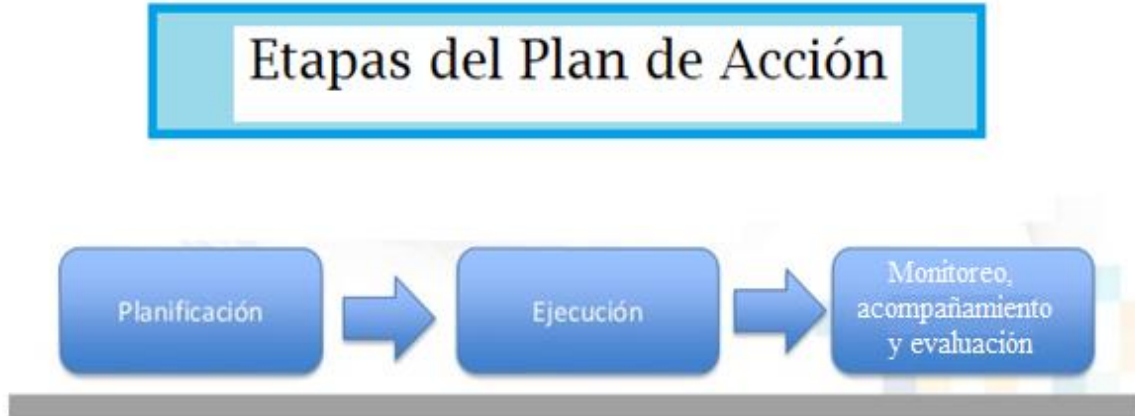 Etapas del Plan de Acción
Planificación
Ejecución
Monitoreo,
acompañamiento
y evaluación